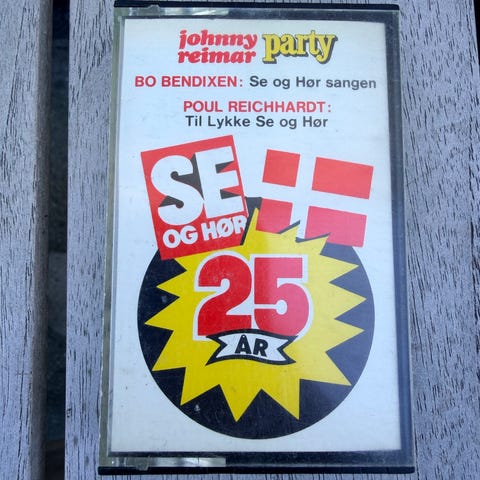 johnny
reimar party
BO BENDIXEN: Se og Hør sangen
POUL REICHHARDT:
Til Lykke Se og Hør
SE
OG HØR
25
ÅR